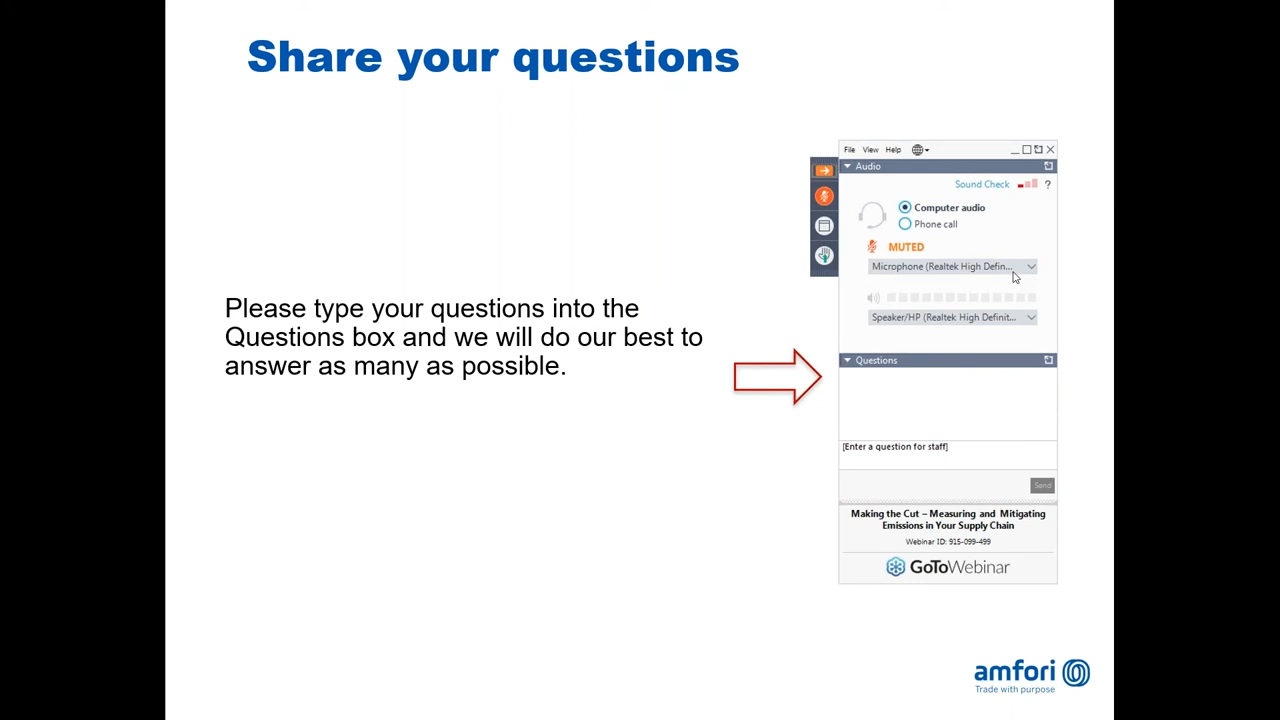 Share your questions
Please type your questions into the
Questions box and we will do our best to
answer as many as possible.
File View Help
Audio
Sound Check ?
Computer audio
Phone call
MUTED
Microphone (Realtek High Defin...
Speaker/HP (Realtek High Definit...
Questions
[Enter a question for staff]
Send
Making the Cut – Measuring and Mitigating
Emissions in Your Supply Chain
Webinar ID: 915-099-499
GoToWebinar
amfori
Trade with purpose